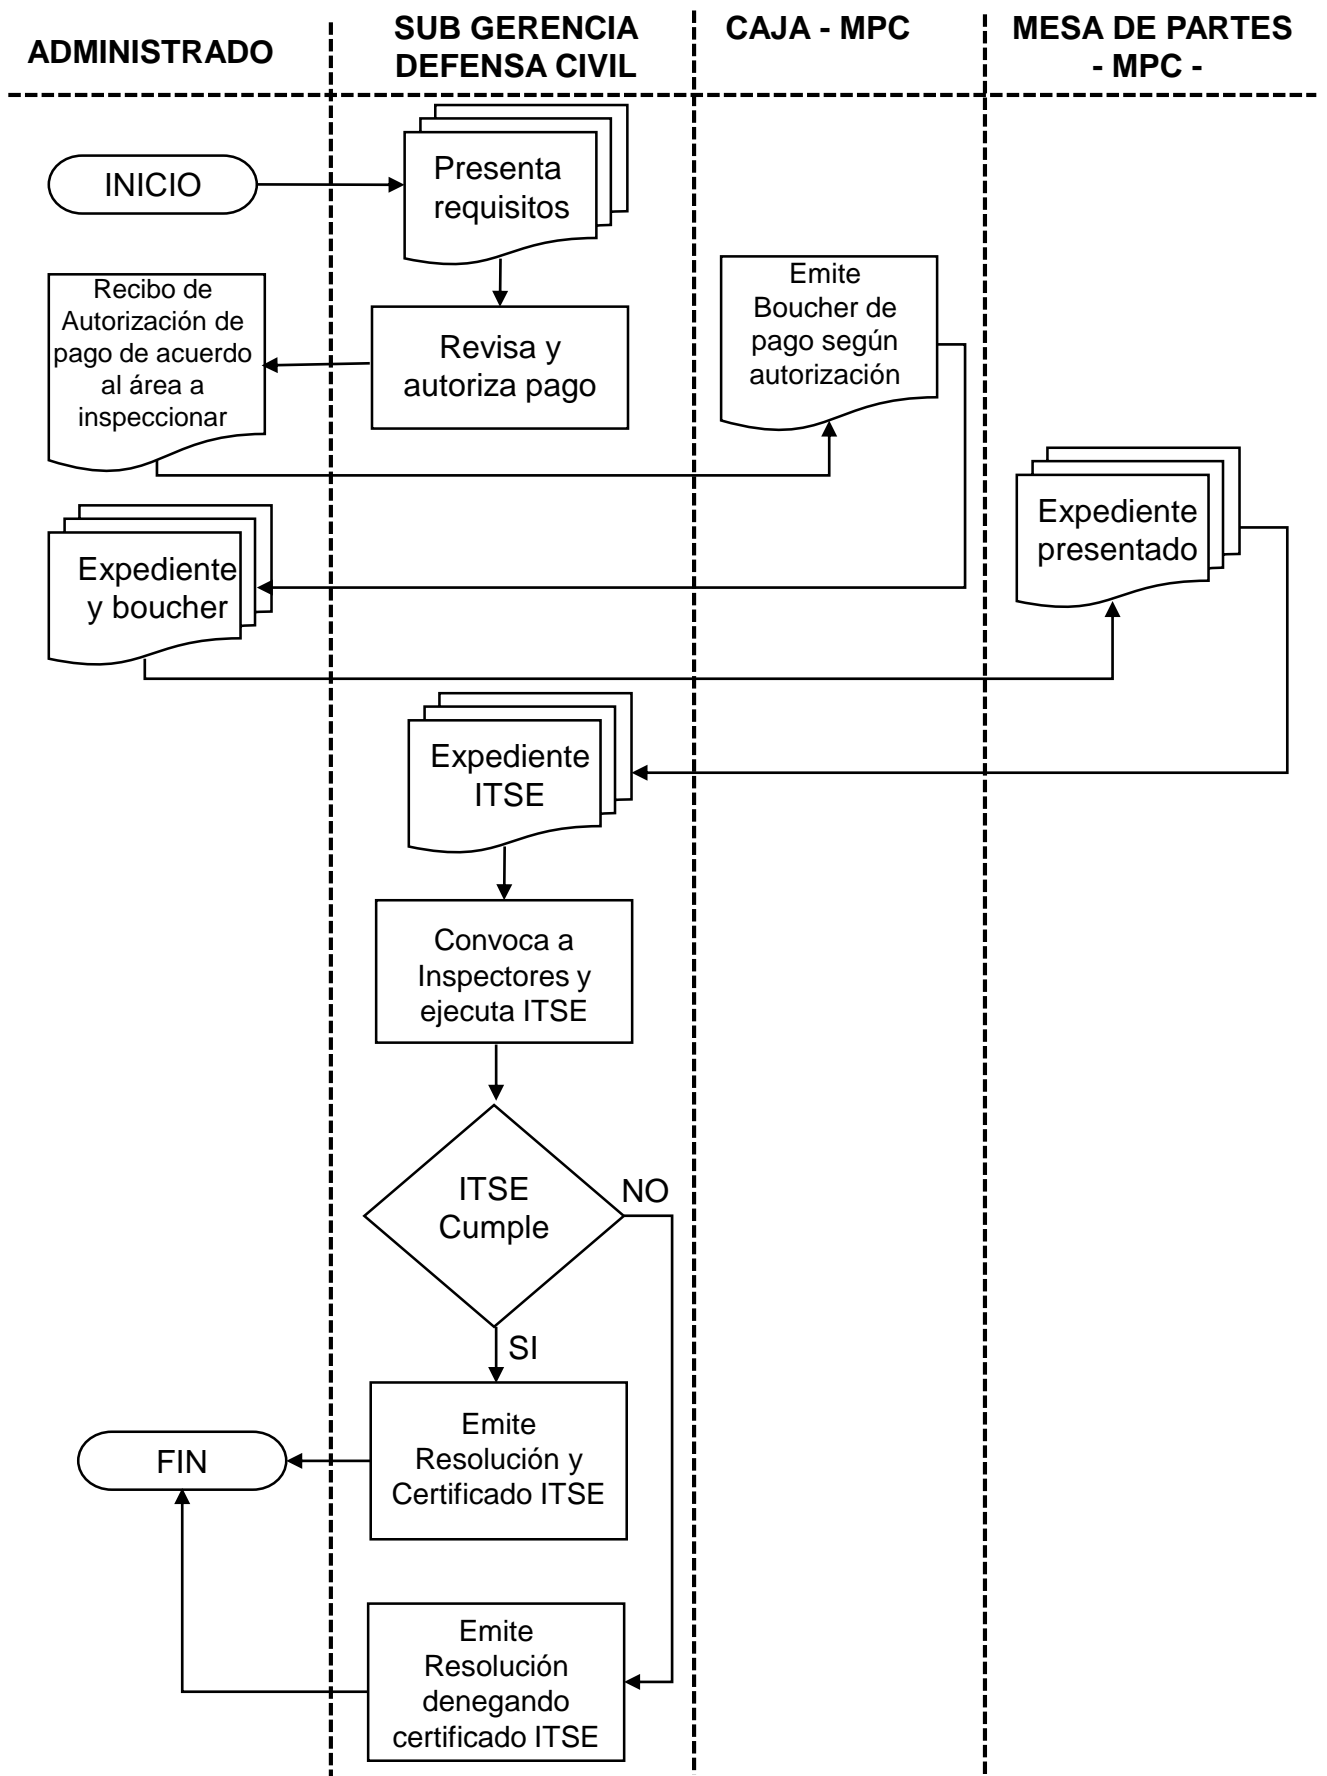 ADMINISTRADO
SUB GERENCIA
DEFENSA CIVIL
CAJA - MPC
MESA DE PARTES
- MPC -
INICIO
Presenta
requisitos
Recibo de
Autorización de
pago de acuerdo
al área a
inspeccionar
Revisa y
autoriza pago
Emite
Boucher de
pago según
autorización
Expediente
y boucher
Expediente
presentado
Expediente
ITSE
Convoca a
Inspectores y
ejecuta ITSE
ITSE
Cumple
NO
SI
Emite
Resolución y
Certificado ITSE
FIN
Emite
Resolución
denegando
certificado ITSE